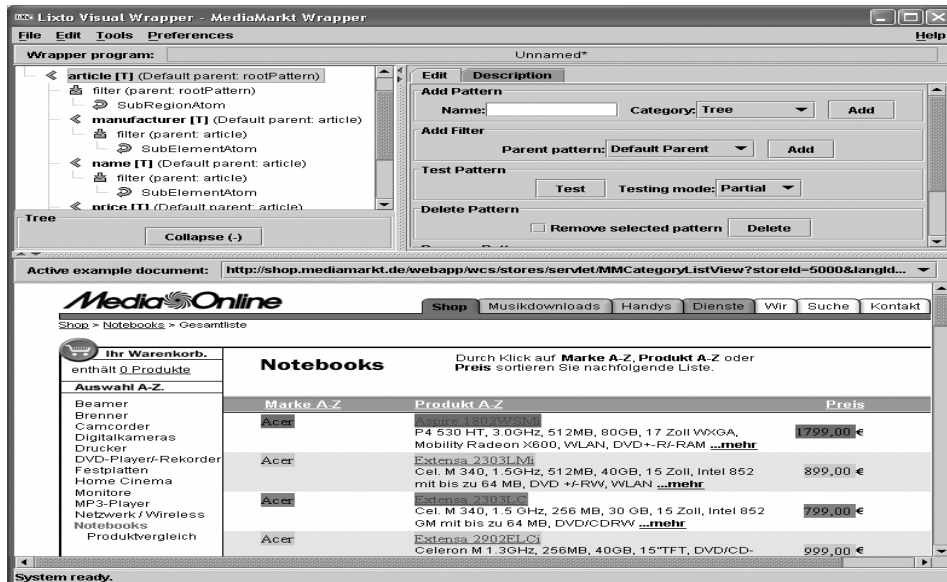 Lixto Visual Wrapper - MediaMarkt Wrapper
File Edit Tools Preferences Help
Wrapper program: Unnamed*
article [T] (Default parent: rootPattern)
filter (parent: rootPattern)
SubRegionAtom
manufacturer [T] (Default parent: article)
filter (parent: article)
SubElementAtom
name [T] (Default parent: article)
filter (parent: article)
SubElementAtom
price [T] (Default parent: article)
Tree
Collapse (-)
Edit Description
Add Pattern
Name: Category: Tree Add
Add Filter
Parent pattern: Default Parent Add
Test Pattern
Test Testing mode: Partial
Delete Pattern
Remove selected pattern Delete
Active example document: http://shop.mediamarkt.de/webapp/wcs/stores/servlet/MMCategoryListView?storeId=5000&langId...
Media Online
Shop Musikdownloads Handys Dienste Wir Suche Kontakt
Shop > Notebooks > Gesamtliste
Ihr Warenkorb.
enthält 0 Produkte
Auswahl A-Z.
Beamer
Brenner
Camcorder
Digitalkameras
Drucker
DVD-Player/-Rekorder
Festplatten
Home Cinema
Monitore
MP3-Player
Netzwerk / Wireless
Notebooks
Produktvergleich
Notebooks
Durch Klick auf Marke A-Z, Produkt A-Z oder
Preis sortieren Sie nachfolgende Liste.
Marke A-Z Produkt A-Z Preis
Acer Aspire 1802WSMi
P4 530 HT, 3.0GHz, 512MB, 80GB, 17 Zoll WXGA, 1799,00 €
Mobility Radeon X600, WLAN, DVD+-R/-RAM ...mehr
Acer Extensa 2303LMi
Cel. M 340, 1.5GHz, 512MB, 40GB, 15 Zoll, Intel 852 899,00 €
mit bis zu 64 MB, DVD +/-RW, WLAN ...mehr
Acer Extensa 2303LC
Cel. M 340, 1.5 GHz, 256 MB, 30 GB, 15 Zoll, Intel 852 799,00 €
GM mit bis zu 64 MB, DVD/CDRW ...mehr
Acer Extensa 2902ELCi
Celeron M 1.3GHz, 256MB, 40GB, 15"TFT, DVD/CD- 999,00 €
System ready.